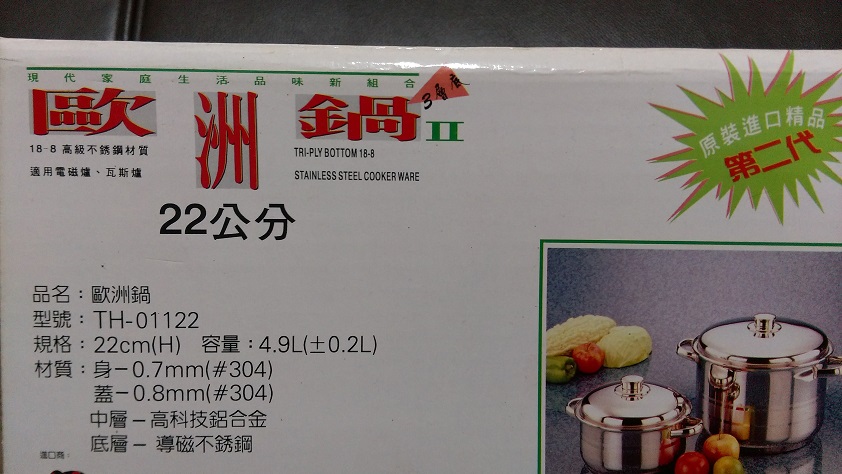 現代家庭生活品味新組合
歐洲鍋 II
3層底
18-8 高級不銹鋼材質
適用電磁爐、瓦斯爐
TRI-PLY BOTTOM 18-8
STAINLESS STEEL COOKER WARE
22公分
原裝進口精品
第二代
品名：歐洲鍋
型號：TH-01122
規格：22cm(H) 容量：4.9L(±0.2L)
材質：身－0.7mm(#304)
蓋－0.8mm(#304)
中層－高科技鋁合金
底層－導磁不銹鋼
進口商：